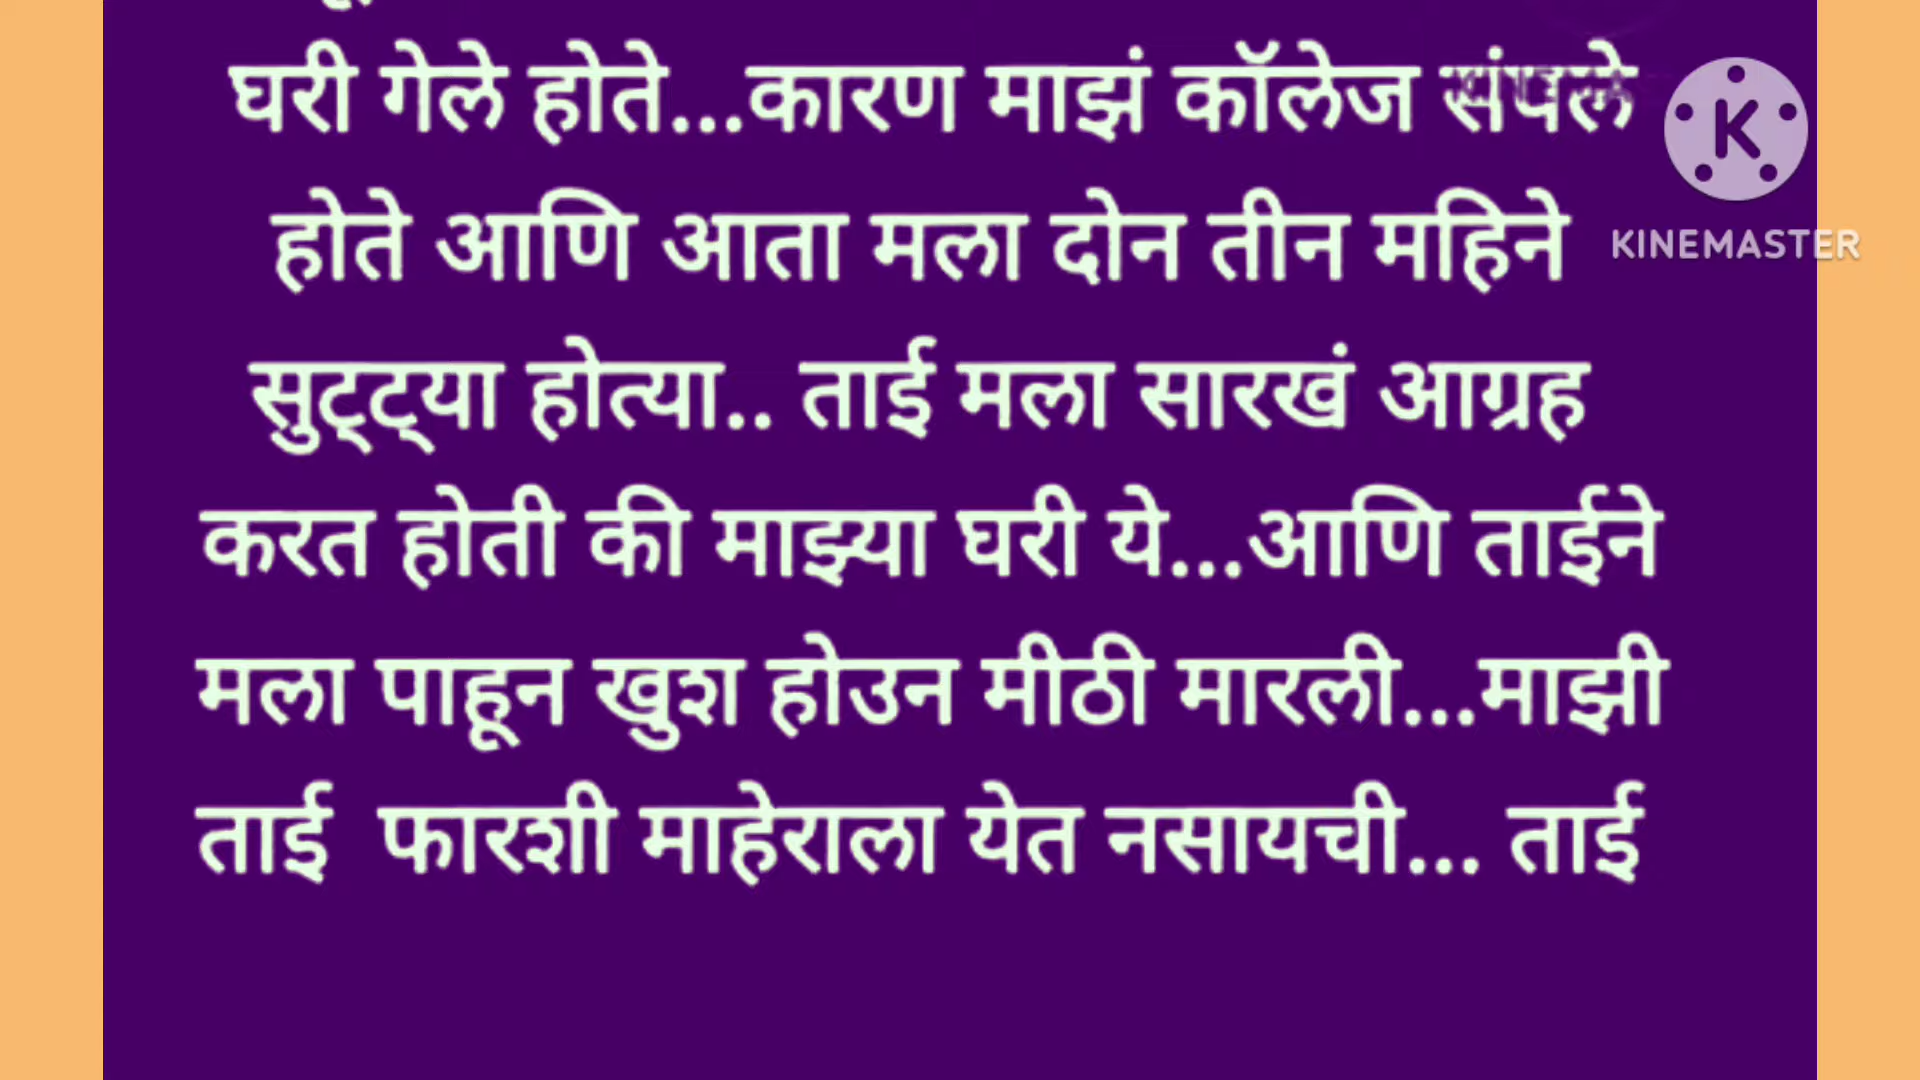 घरी गेले होते...कारण माझं कॉलेज संपले
होते आणि आता मला दोन तीन महिने
KINEMASTER
सुट्ट्या होत्या.. ताई मला सारखं आग्रह
करत होती की माझ्या घरी ये...आणि ताईने
मला पाहून खुश होउन मीठी मारली...माझी
ताई फारशी माहेराला येत नसायची... ताई